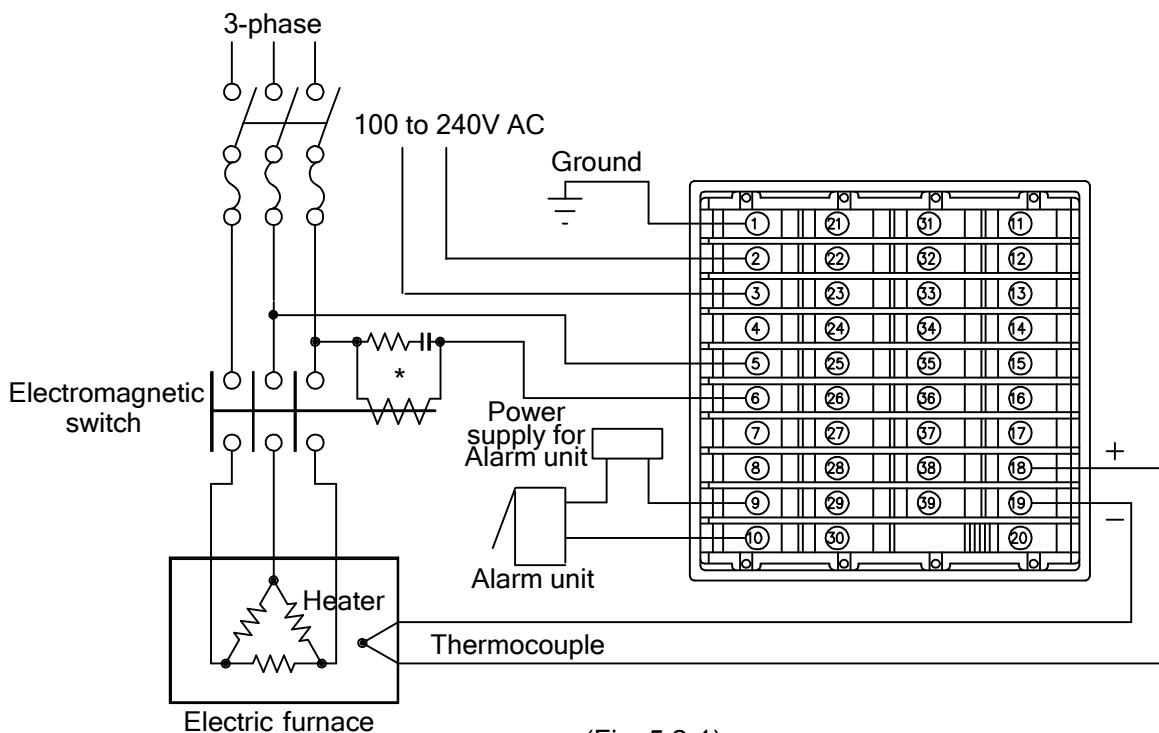 3-phase
100 to 240V AC
Ground
1 21 31 11
2 22 32 12
3 23 33 13
4 24 34 14
5 25 35 15
Electromagnetic
switch
*
6 26 36 16
Power
supply for
Alarm unit
7 27 37 17
+
8 28 38 18
9 29 39 19
−
10 30 20
Alarm unit
Heater
Thermocouple
Electric furnace